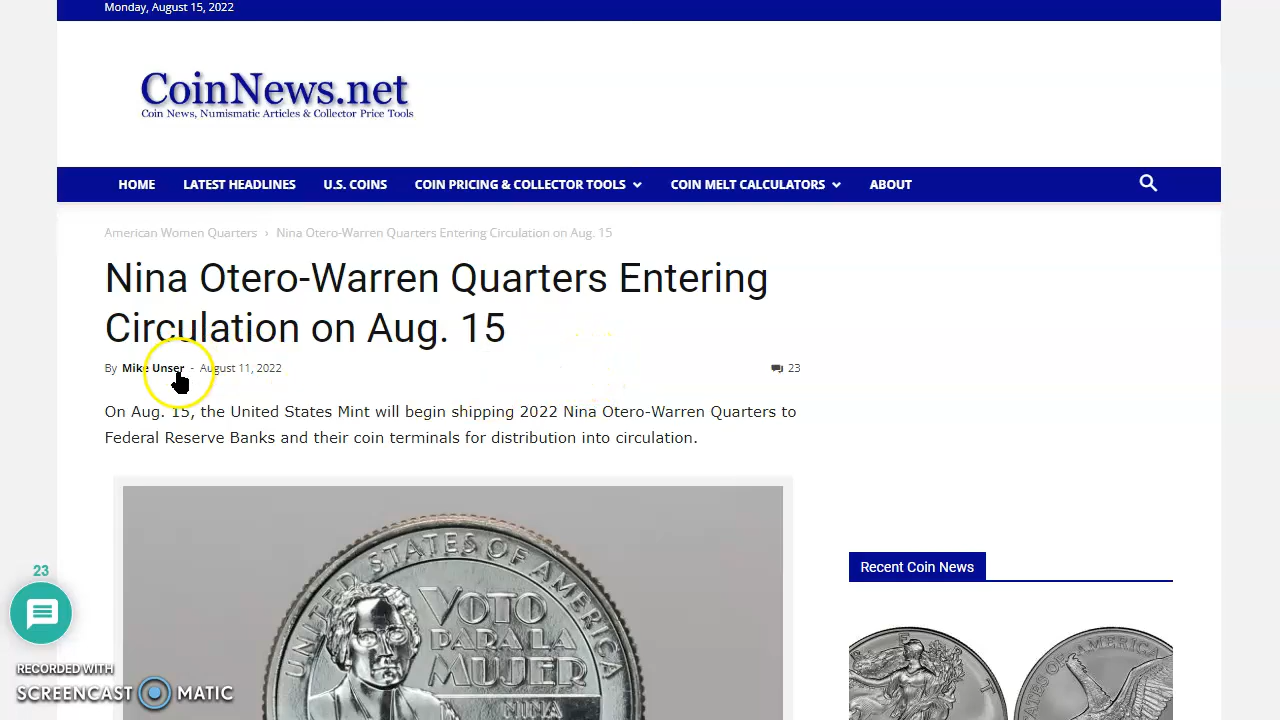 Monday, August 15, 2022
CoinNews.net
Coin News, Numismatic Articles & Collector Price Tools
HOME LATEST HEADLINES U.S. COINS COIN PRICING & COLLECTOR TOOLS COIN MELT CALCULATORS ABOUT
American Women Quarters › Nina Otero-Warren Quarters Entering Circulation on Aug. 15
Nina Otero-Warren Quarters Entering
Circulation on Aug. 15
By Mike Unser - August 11, 2022
23
On Aug. 15, the United States Mint will begin shipping 2022 Nina Otero-Warren Quarters to
Federal Reserve Banks and their coin terminals for distribution into circulation.
UNITED STATES OF AMERICA
VOTO
PARA LA
MUJER
NINA
Recent Coin News
STATES OF AMERICA
23
RECORDED WITH
SCREENCAST MATIC